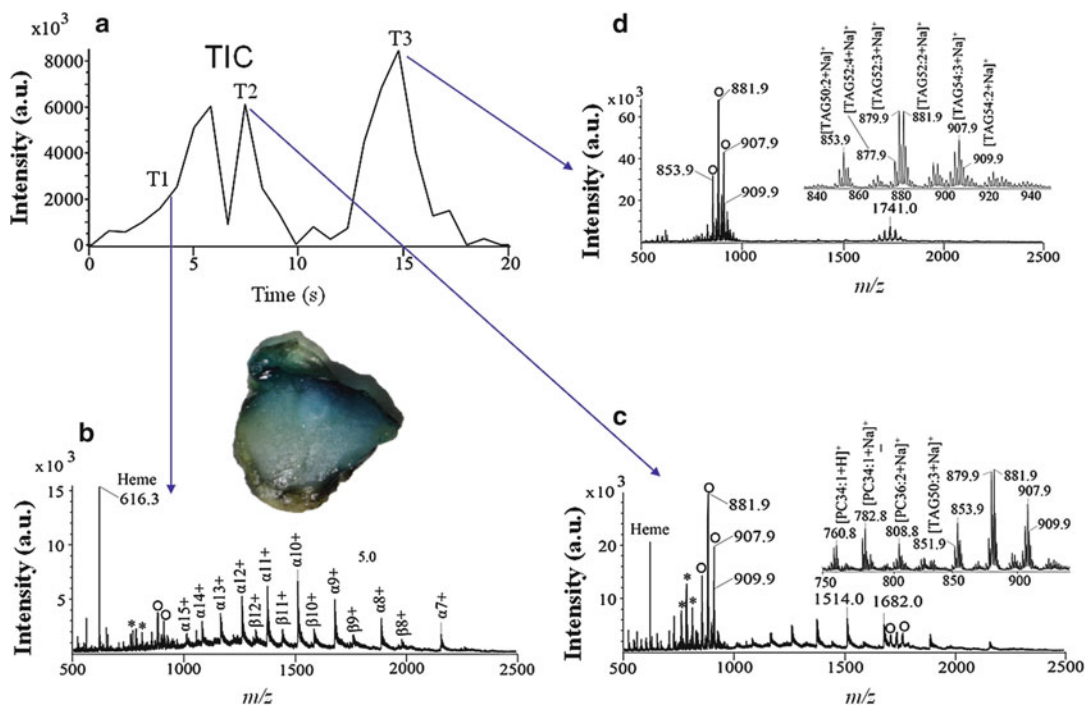 a
x10³
TIC
T1
T2
T3
8000
6000
4000
2000
0
Intensity (a.u.)
0 5 10 15 20
Time (s)
d
x10³
Intensity (a.u.)
60
40
20
881.9
907.9
853.9
909.9
1741.0
[TAG50:2+Na]⁺
[TAG52:4+Na]⁺
[TAG52:3+Na]⁺
[TAG52:2+Na]⁺
[TAG54:3+Na]⁺
[TAG54:2+Na]⁺
853.9
877.9
879.9
881.9
907.9
909.9
840 860 880 900 920 940
500 1000 1500 2000 2500
m/z
b
x10³
Intensity (a.u.)
15
10
5
Heme
616.3
* *
α15+
α14+
α13+
α12+
β12+
α11+
β11+
α10+
β10+
α9+
β9+
5.0
α8+
β8+
α7+
500 1000 1500 2000 2500
m/z
c
x10³
Intensity (a.u.)
20
10
Heme
* * *
881.9
907.9
909.9
1514.0
1682.0
[PC34:1+H]⁺
[PC34:1+Na]⁺
[PC36:2+Na]⁺
[TAG50:3+Na]⁺
760.8
782.8
808.8
851.9
853.9
879.9
881.9
907.9
909.9
750 800 850 900
500 1000 1500 2000 2500
m/z